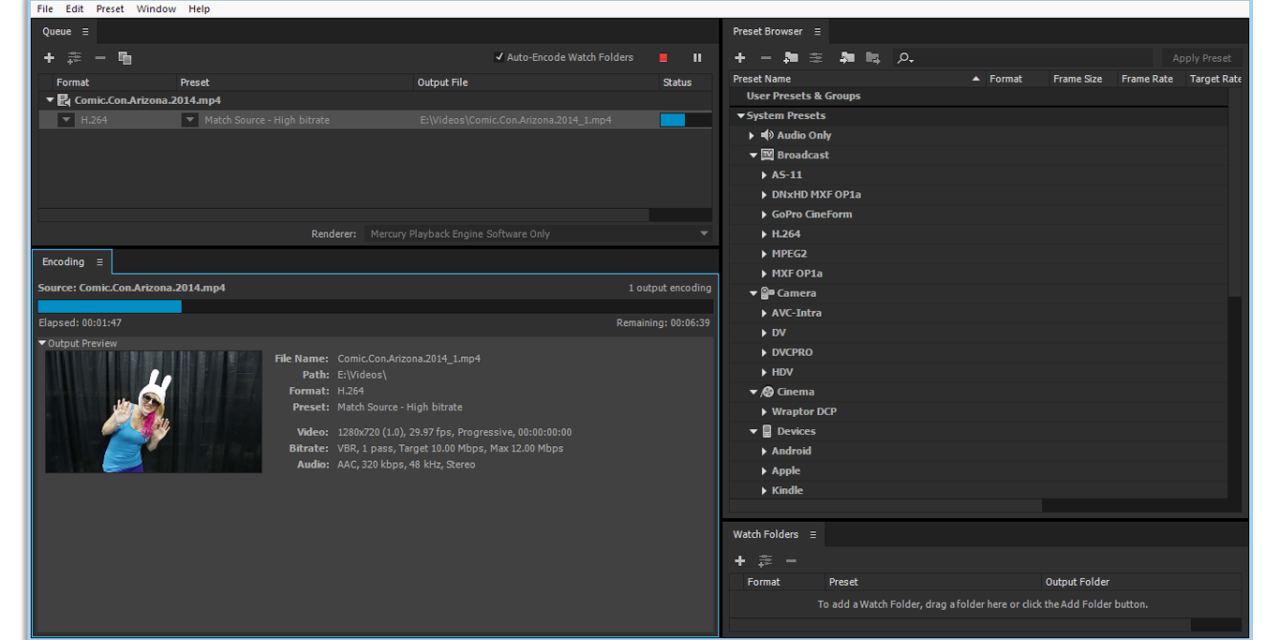 File Edit Preset Window Help
Queue
Auto-Encode Watch Folders
Format Preset Output File Status
Comic.Con.Arizona.2014.mp4
H.264 Match Source - High bitrate E:\Videos\Comic.Con.Arizona.2014_1.mp4
Renderer: Mercury Playback Engine Software Only
Encoding
Source: Comic.Con.Arizona.2014.mp4 1 output encoding
Elapsed: 00:01:47 Remaining: 00:06:39
Output Preview
File Name: Comic.Con.Arizona.2014_1.mp4
Path: E:\Videos\
Format: H.264
Preset: Match Source - High bitrate
Video: 1280x720 (1.0), 29.97 fps, Progressive, 00:00:00:00
Bitrate: VBR, 1 pass, Target 10.00 Mbps, Max 12.00 Mbps
Audio: AAC, 320 kbps, 48 kHz, Stereo
Preset Browser
Apply Preset
Preset Name Format Frame Size Frame Rate Target Rate
User Presets & Groups
System Presets
Audio Only
Broadcast
AS-11
DNxHD MXF OP1a
GoPro CineForm
H.264
MPEG2
MXF OP1a
Camera
AVC-Intra
DV
DVCPRO
HDV
Cinema
Wraptor DCP
Devices
Android
Apple
Kindle
Watch Folders
Format Preset Output Folder
To add a Watch Folder, drag a folder here or click the Add Folder button.